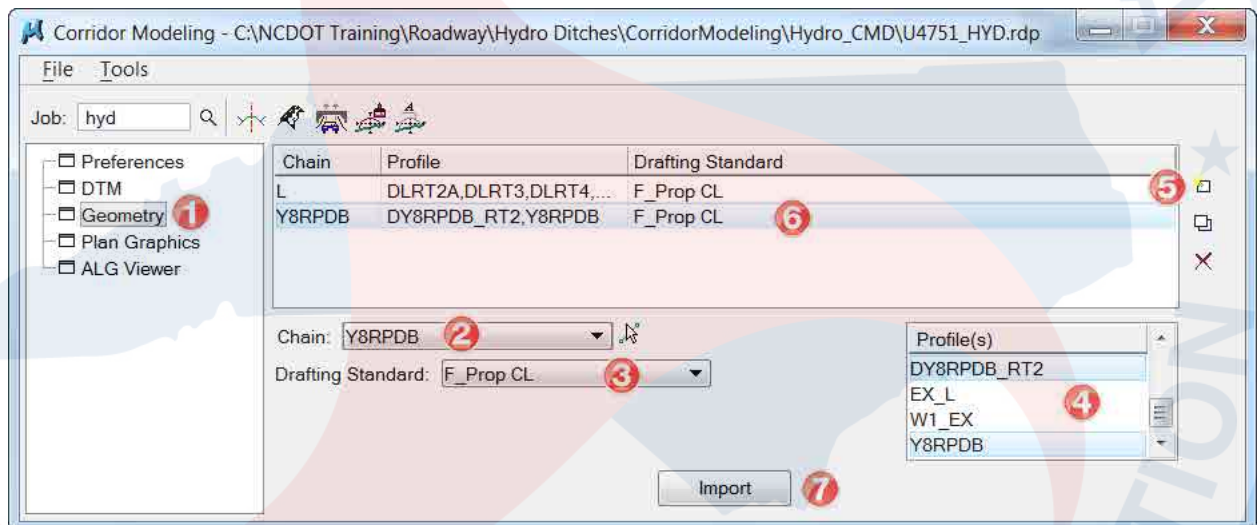 Corridor Modeling - C:\NCDOT Training\Roadway\Hydro Ditches\CorridorModeling\Hydro_CMD\U4751_HYD.rdp
X
File Tools
Job: hyd
Preferences
DTM
Geometry 1
Plan Graphics
ALG Viewer
Chain Profile Drafting Standard
L DLRT2A,DLRT3,DLRT4,... F_Prop CL 5
Y8RPDB DY8RPDB_RT2,Y8RPDB F_Prop CL 6
Chain: Y8RPDB 2
Drafting Standard: F_Prop CL 3
Profile(s)
DY8RPDB_RT2
EX_L
W1_EX
Y8RPDB
4
Import 7
TION